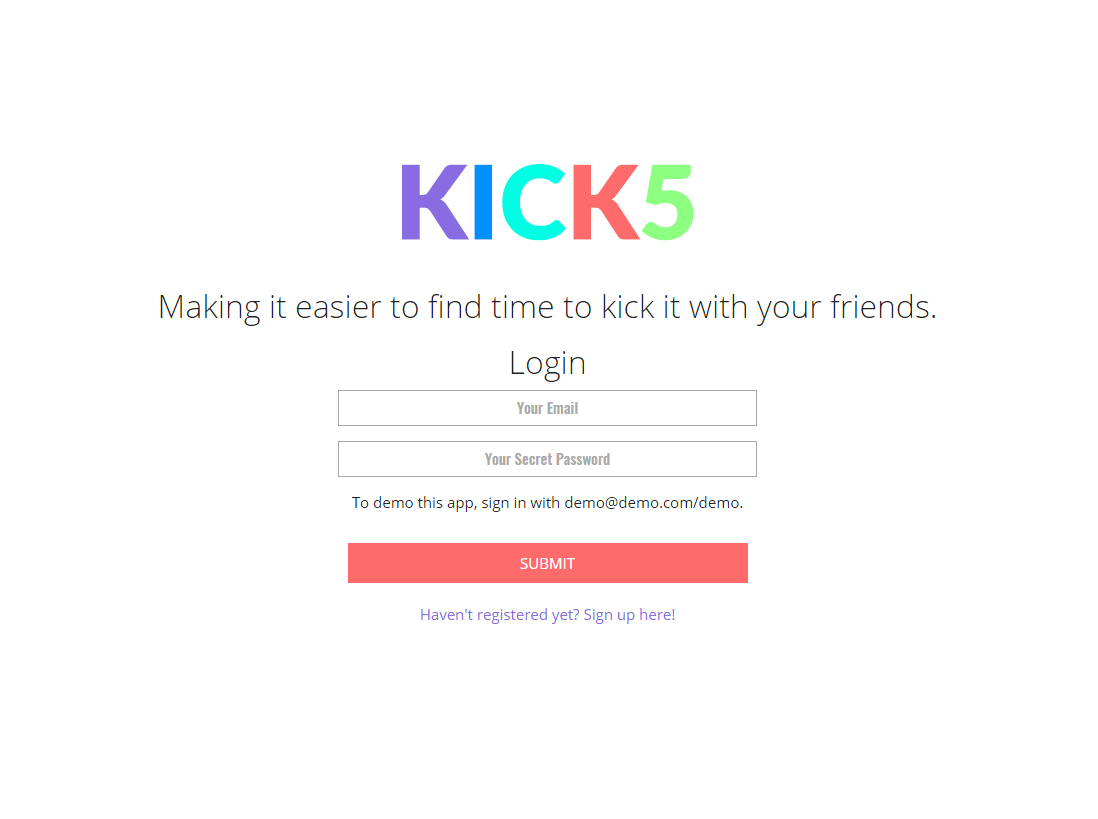 KICK5
Making it easier to find time to kick it with your friends.
Login
Your Email
Your Secret Password
To demo this app, sign in with demo@demo.com/demo.
SUBMIT
Haven't registered yet? Sign up here!